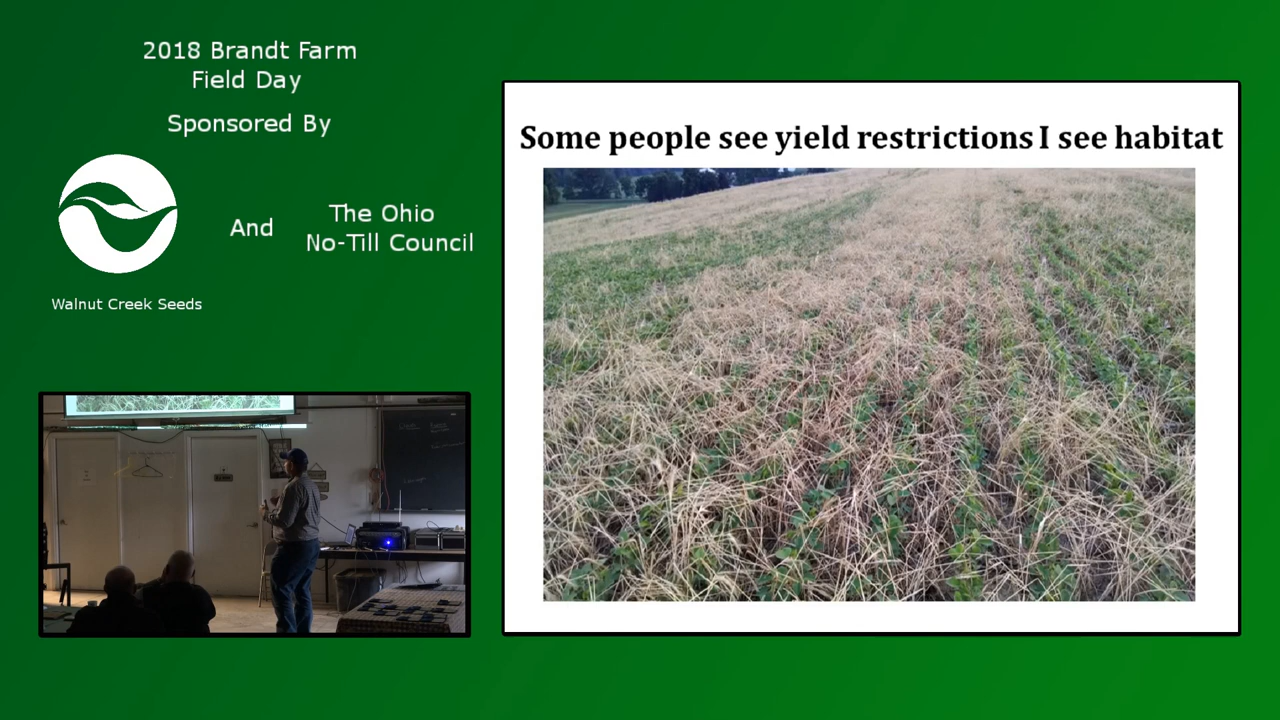 2018 Brandt Farm
Field Day
Sponsored By
And
The Ohio
No-Till Council
Walnut Creek Seeds
Some people see yield restrictions I see habitat